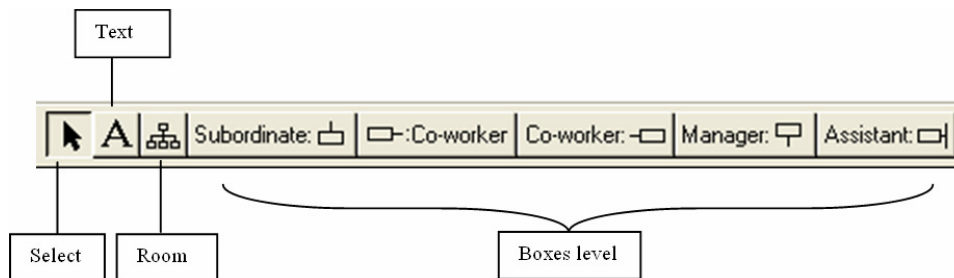 Text
A
Subordinate:
:Co-worker
Co-worker:
Manager:
Assistant:
Select
Room
Boxes level